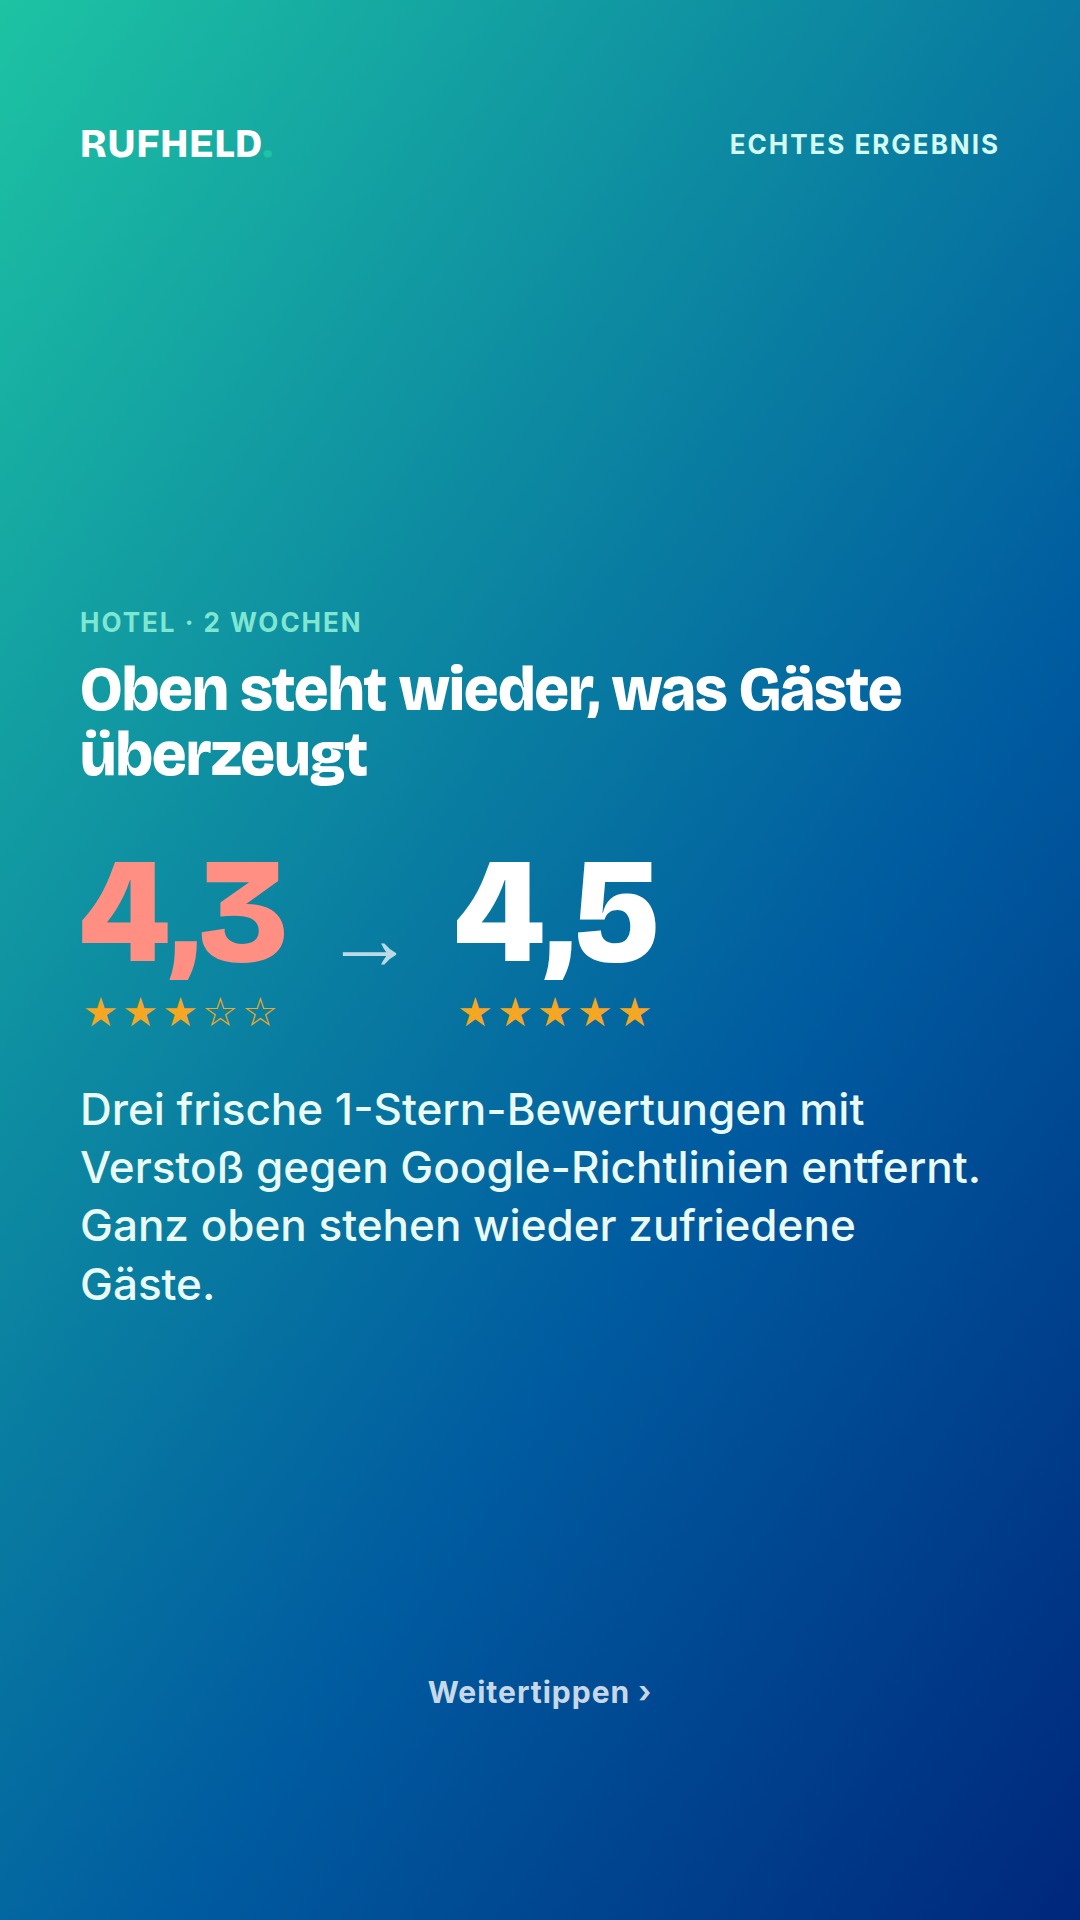 RUFHELD.
ECHTES ERGEBNIS
HOTEL · 2 WOCHEN
Oben steht wieder, was Gäste
überzeugt
4,3 → 4,5
★★★☆☆ ★★★★★
Drei frische 1-Stern-Bewertungen mit
Verstoß gegen Google-Richtlinien entfernt.
Ganz oben stehen wieder zufriedene
Gäste.
Weitertippen ›